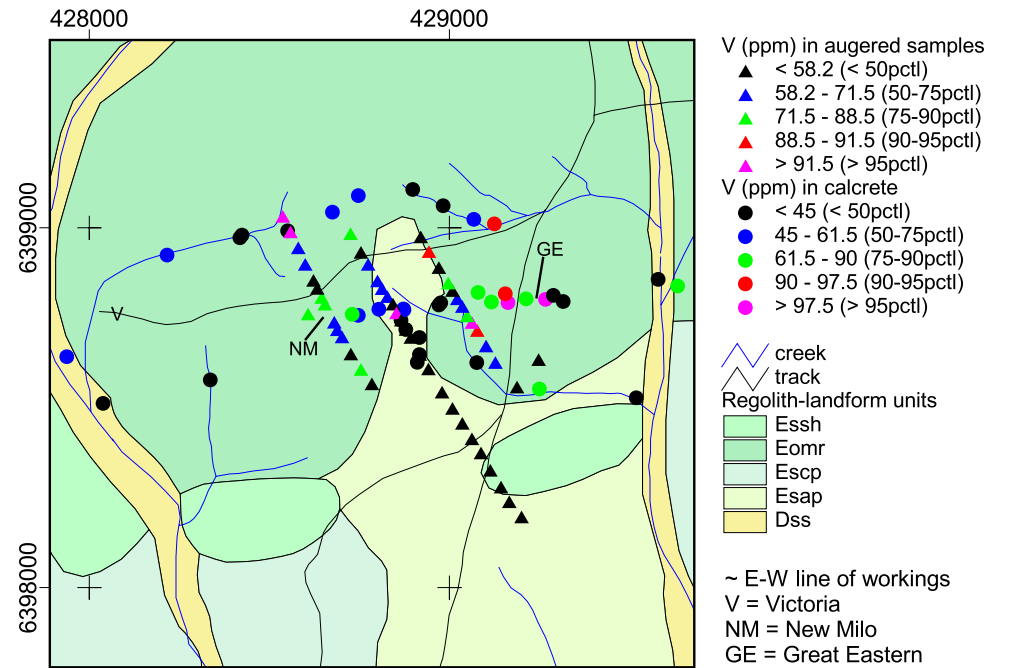 428000
429000
6399000
6398000
GE
V
NM
V (ppm) in augered samples
< 58.2 (< 50pctl)
58.2 - 71.5 (50-75pctl)
71.5 - 88.5 (75-90pctl)
88.5 - 91.5 (90-95pctl)
> 91.5 (> 95pctl)
V (ppm) in calcrete
< 45 (< 50pctl)
45 - 61.5 (50-75pctl)
61.5 - 90 (75-90pctl)
90 - 97.5 (90-95pctl)
> 97.5 (> 95pctl)
creek
track
Regolith-landform units
Essh
Eomr
Escp
Esap
Dss
~ E-W line of workings
V = Victoria
NM = New Milo
GE = Great Eastern